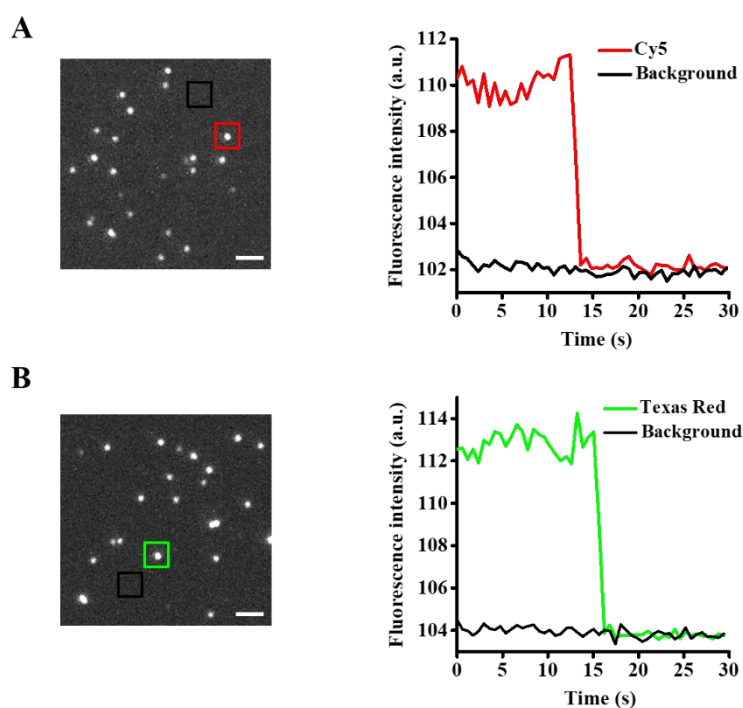 A
Fluorescence intensity (a.u.)
112
110
108
106
104
102
Cy5
Background
0 5 10 15 20 25 30
Time (s)
B
Fluorescence intensity (a.u.)
114
112
110
108
106
104
Texas Red
Background
0 5 10 15 20 25 30
Time (s)